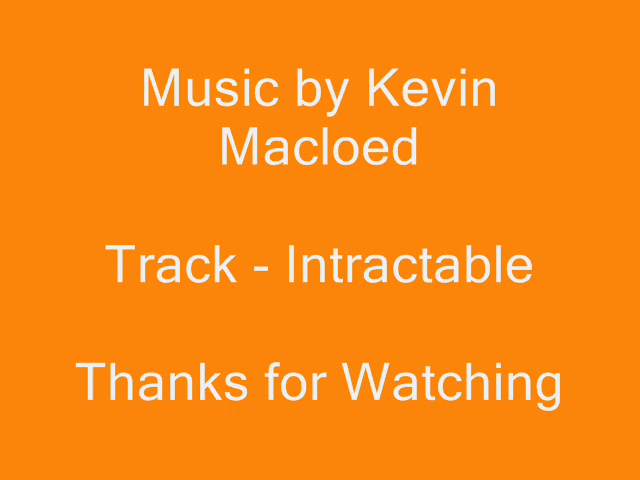 Music by Kevin
Macloed
Track - Intractable
Thanks for Watching